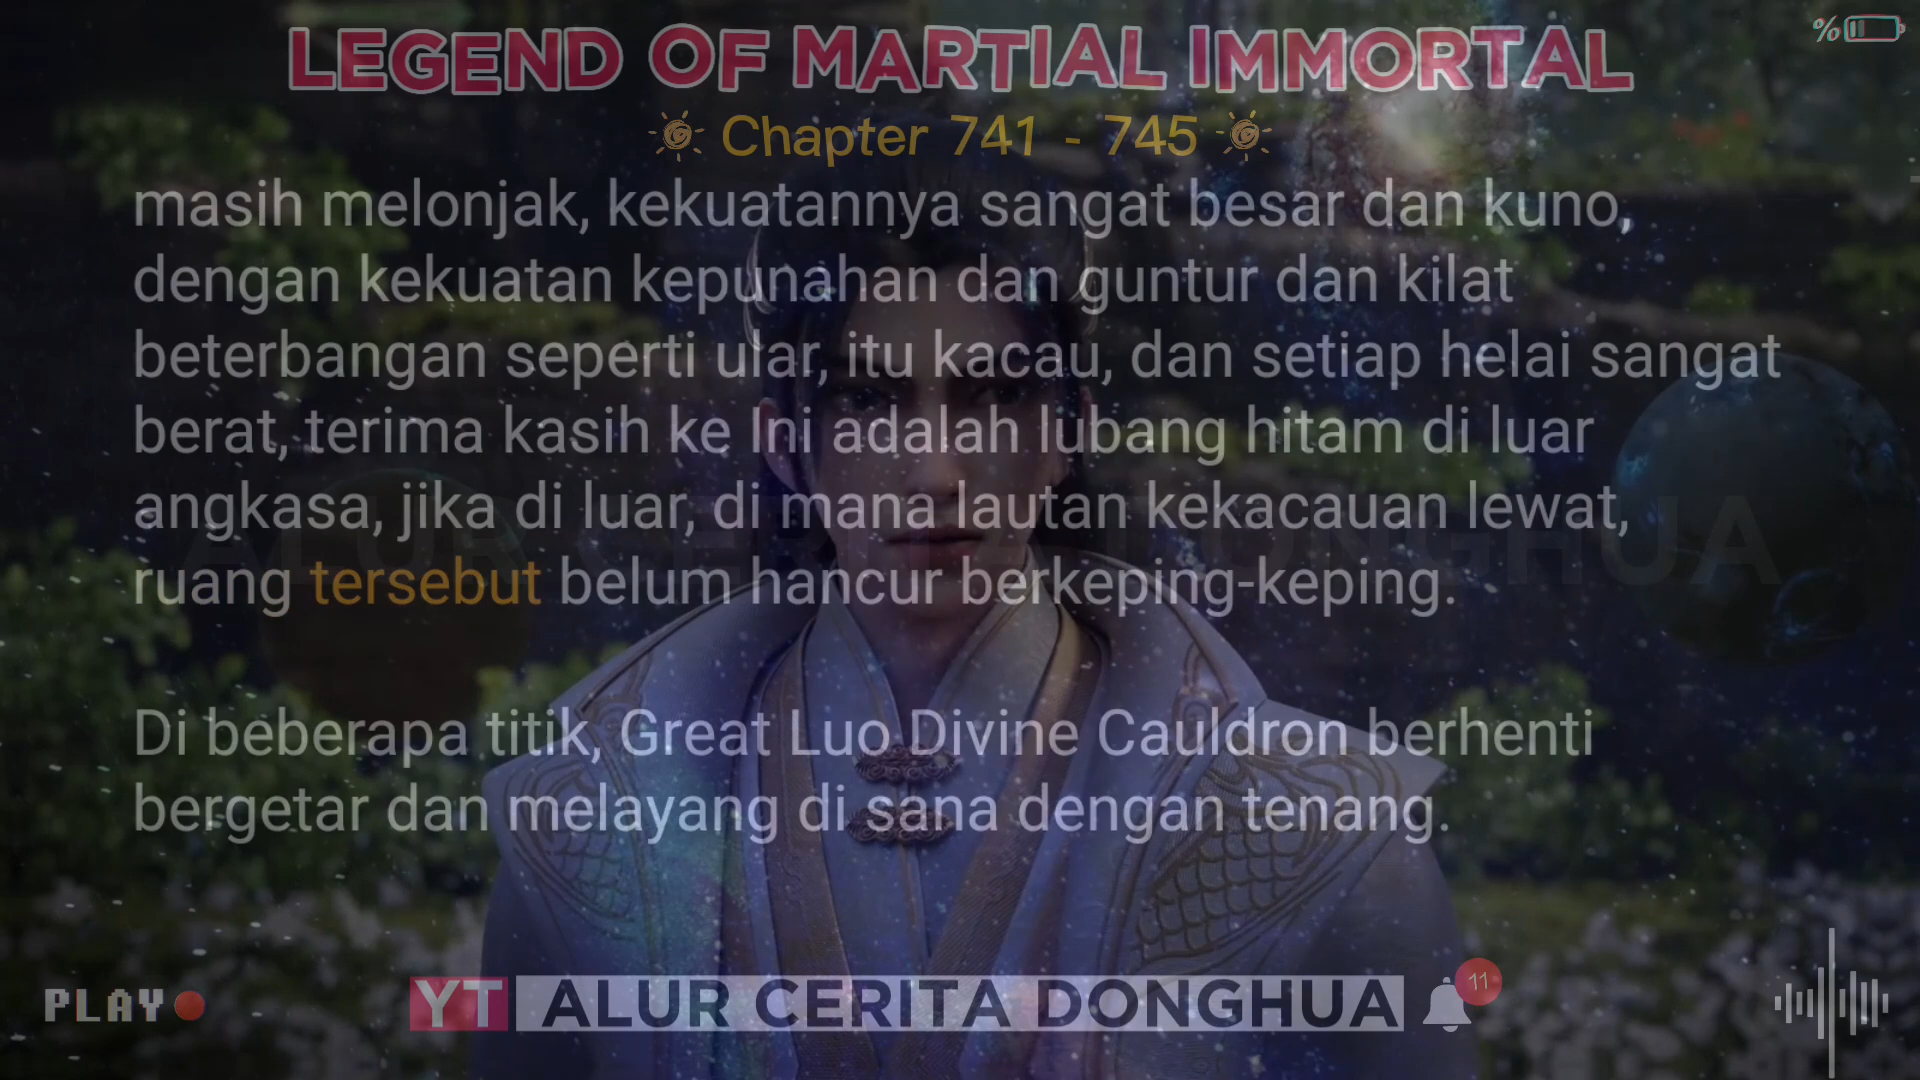 LEGEND OF MARTIAL IMMORTAL
%
Chapter 741 - 745
masih melonjak, kekuatannya sangat besar dan kuno,
dengan kekuatan kepunahan dan guntur dan kilat
beterbangan seperti ular, itu kacau, dan setiap helai sangat
berat, terima kasih ke Ini adalah lubang hitam di luar
angkasa, jika di luar, di mana lautan kekacauan lewat,
ruang tersebut belum hancur berkeping-keping.
ALUR CERITA DONGHUA
Di beberapa titik, Great Luo Divine Cauldron berhenti
bergetar dan melayang di sana dengan tenang.
PLAY
YT ALUR CERITA DONGHUA
11